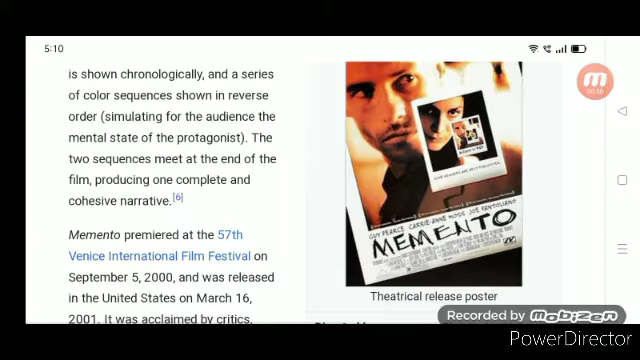 5:10
is shown chronologically, and a series
of color sequences shown in reverse
order (simulating for the audience the
mental state of the protagonist). The
two sequences meet at the end of the
film, producing one complete and
cohesive narrative.[6]
Memento premiered at the 57th
Venice International Film Festival on
September 5, 2000, and was released
in the United States on March 16,
2001. It was acclaimed by critics,
GUY PEARCE CARRIE-ANNE MOSS JOE PANTOLIANO
MEMENTO
Theatrical release poster
Recorded by mobizen
PowerDirector